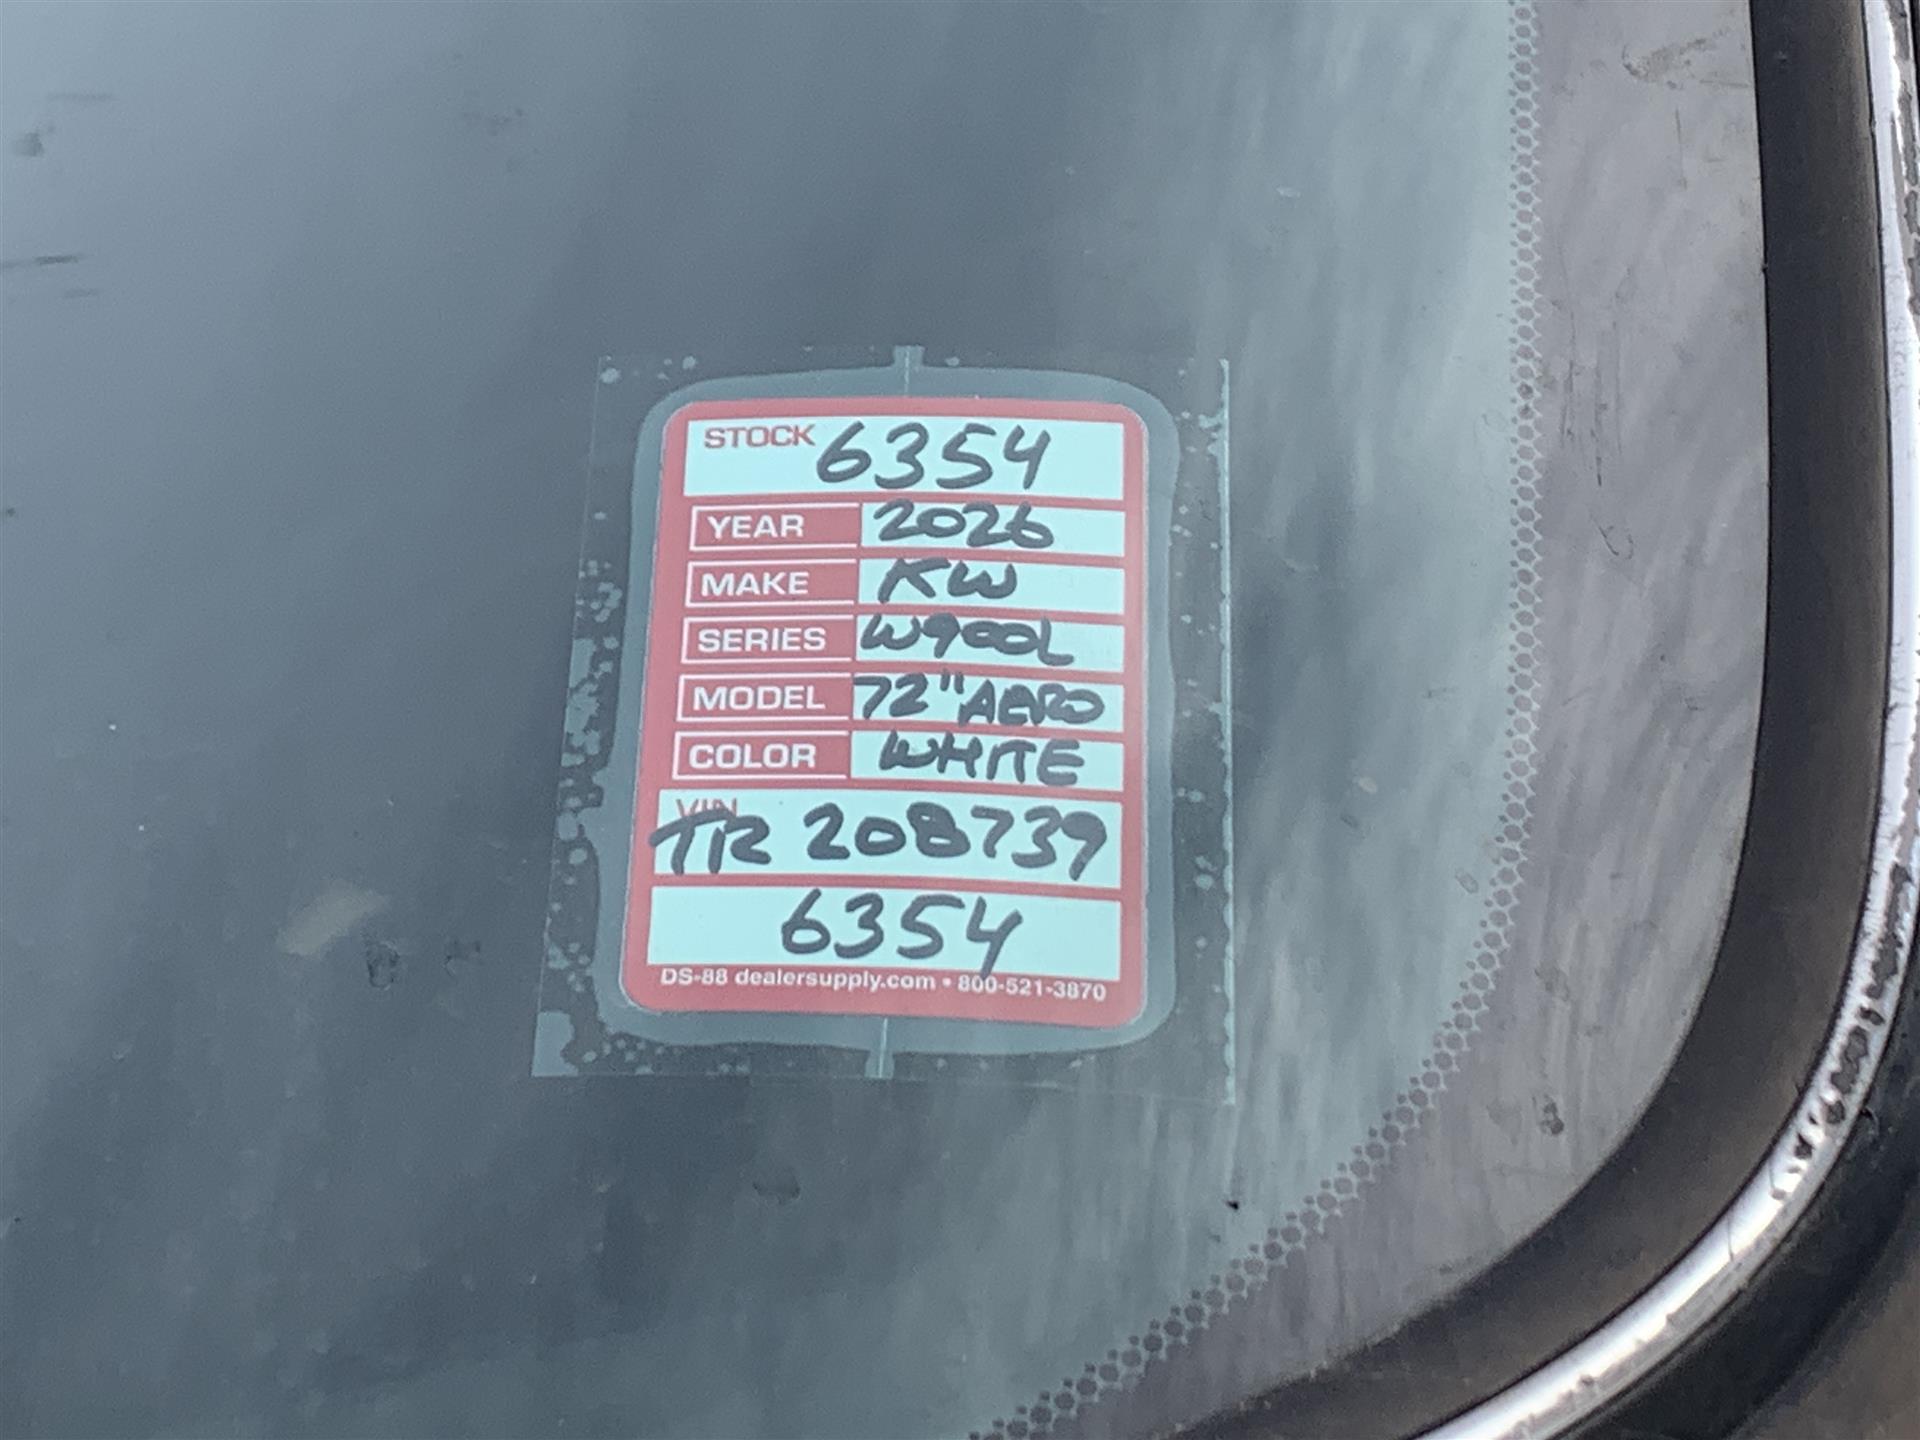 STOCK 6354
YEAR 2026
MAKE KW
SERIES W900L
MODEL 72" AERO
COLOR WHITE
VIN
TR 208739
6354
DS-88 dealersupply.com • 800-521-3870